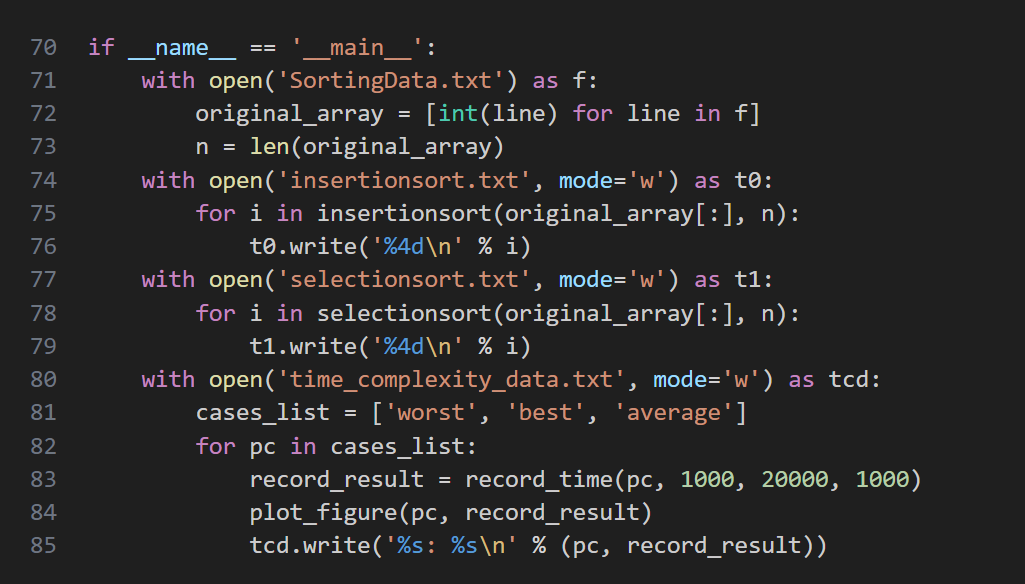 70 if __name__ == '__main__':
71     with open('SortingData.txt') as f:
72         original_array = [int(line) for line in f]
73         n = len(original_array)
74     with open('insertionsort.txt', mode='w') as t0:
75         for i in insertionsort(original_array[:], n):
76             t0.write('%4d\n' % i)
77     with open('selectionsort.txt', mode='w') as t1:
78         for i in selectionsort(original_array[:], n):
79             t1.write('%4d\n' % i)
80     with open('time_complexity_data.txt', mode='w') as tcd:
81         cases_list = ['worst', 'best', 'average']
82         for pc in cases_list:
83             record_result = record_time(pc, 1000, 20000, 1000)
84             plot_figure(pc, record_result)
85             tcd.write('%s: %s\n' % (pc, record_result))